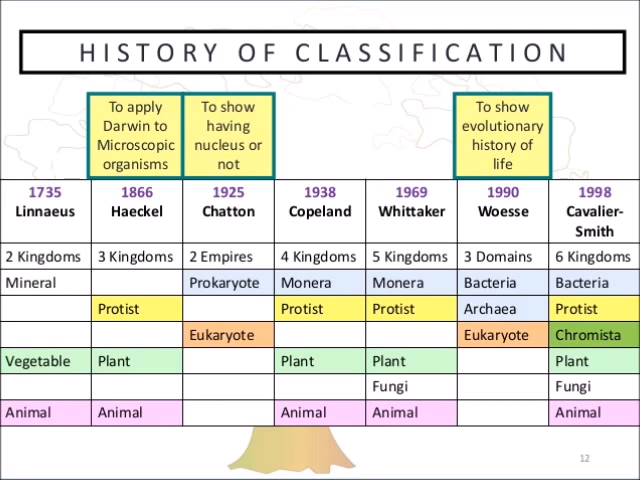 HISTORY OF CLASSIFICATION
To apply
Darwin to
Microscopic
organisms
To show
having
nucleus or
not
To show
evolutionary
history of
life
1735 1866 1925 1938 1969 1990 1998
Linnaeus Haeckel Chatton Copeland Whittaker Woesse Cavalier-
Smith
2 Kingdoms 3 Kingdoms 2 Empires 4 Kingdoms 5 Kingdoms 3 Domains 6 Kingdoms
Mineral Prokaryote Monera Monera Bacteria Bacteria
Protist Protist Protist Archaea Protist
Eukaryote Eukaryote Chromista
Vegetable Plant Plant Plant Plant
Fungi Fungi
Animal Animal Animal Animal Animal
12